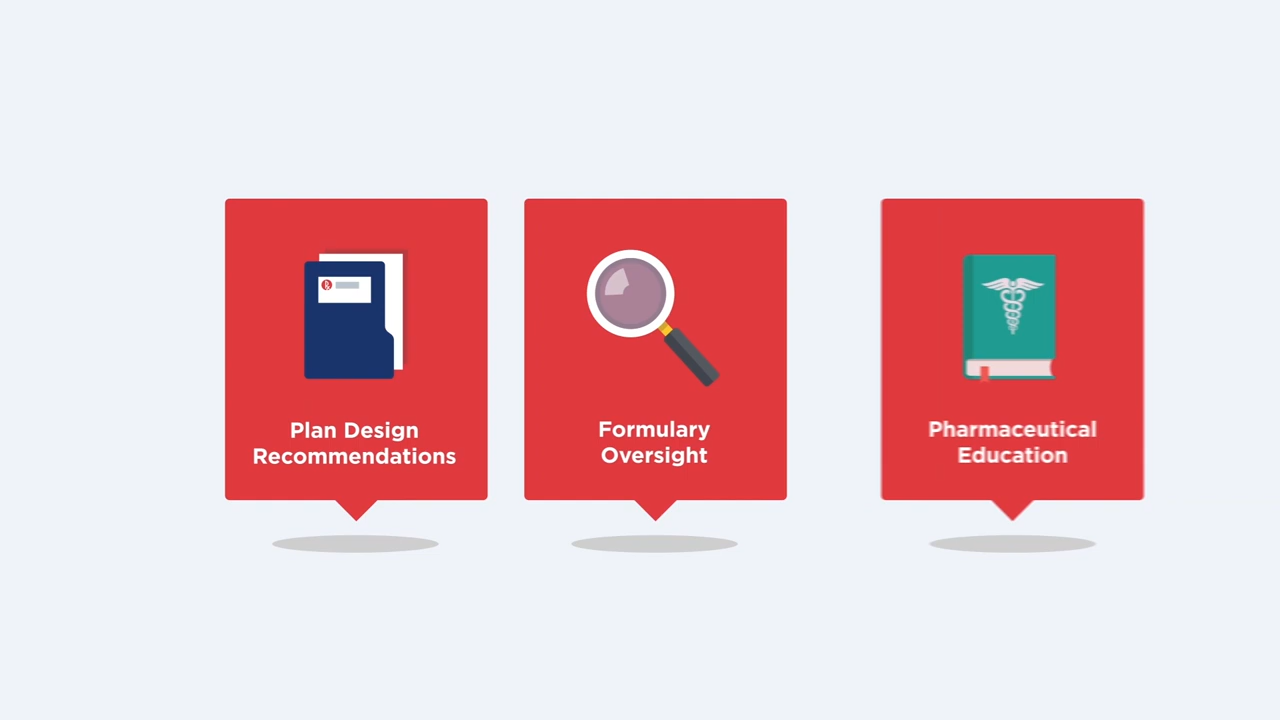 Plan Design
Recommendations
Formulary
Oversight
Pharmaceutical
Education